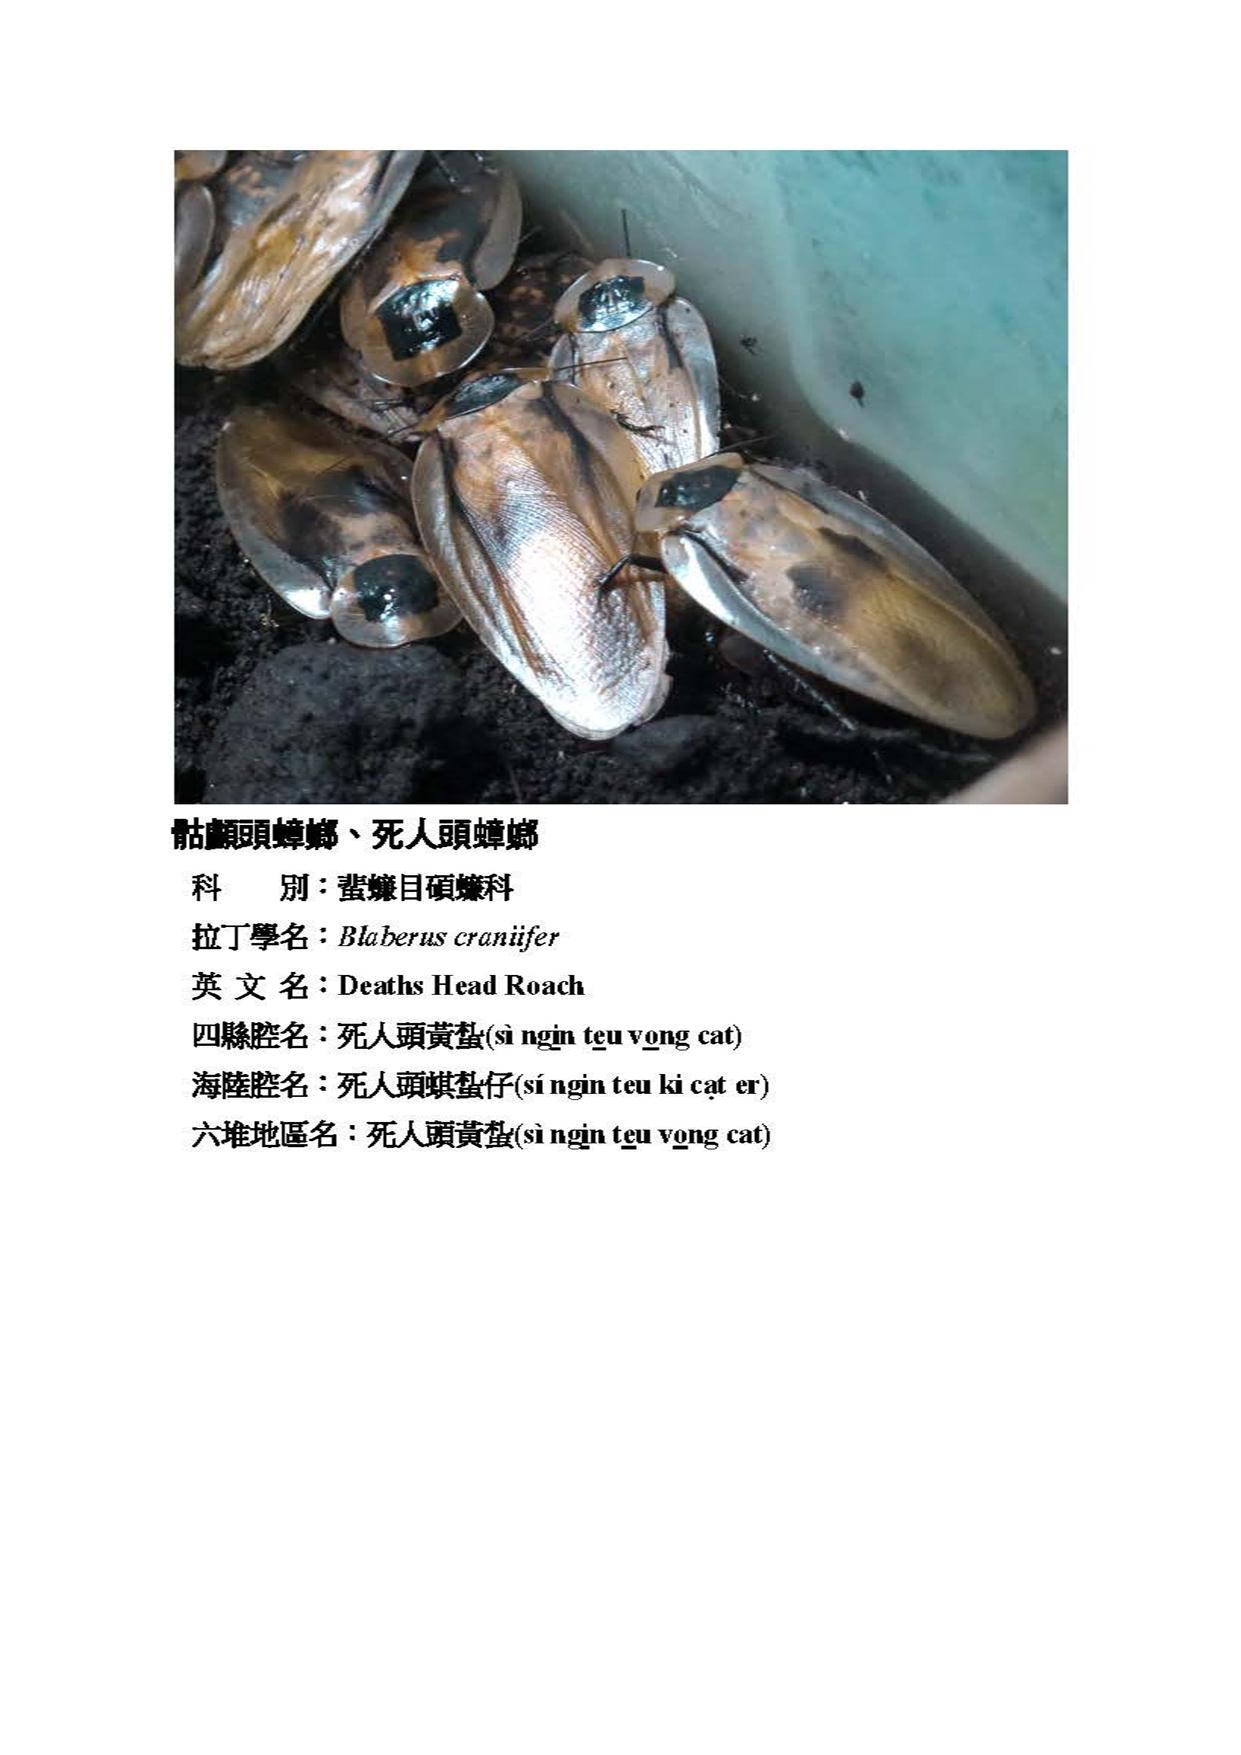 骷顱頭蟑螂、死人頭蟑螂
科　　別：蜚蠊目碩蠊科
拉丁學名：Blaberus craniifer
英 文 名：Deaths Head Roach
四縣腔名：死人頭黃蚻(sì ngi̲n te̲u vo̲ng cat)
海陸腔名：死人頭蜞蚻仔(sí ngin teu ki cạt er)
六堆地區名：死人頭黃蚻(sì ngi̲n te̲u vo̲ng cat)